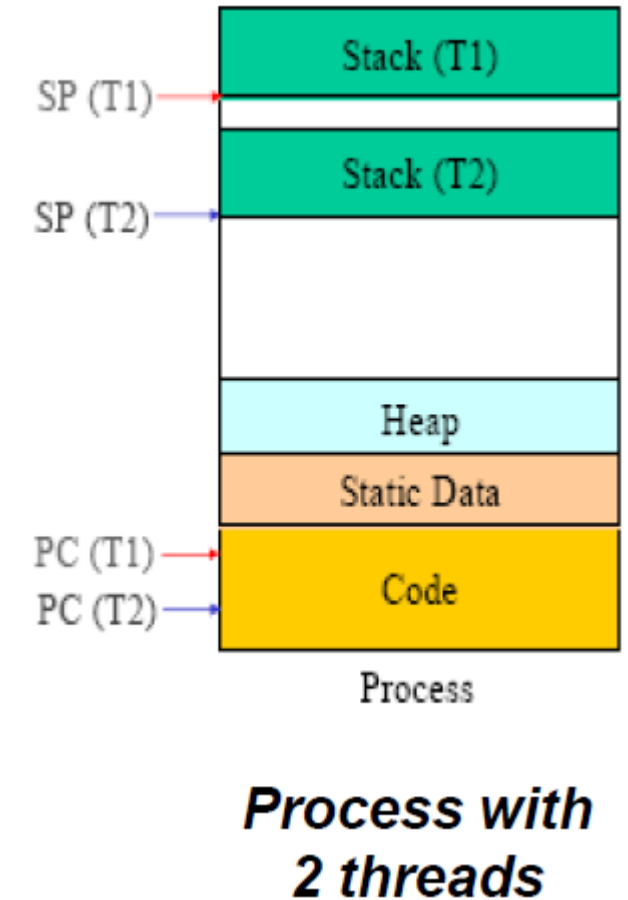 Stack (T1)
SP (T1)
Stack (T2)
SP (T2)
Heap
Static Data
PC (T1)
Code
PC (T2)
Process
Process with
2 threads